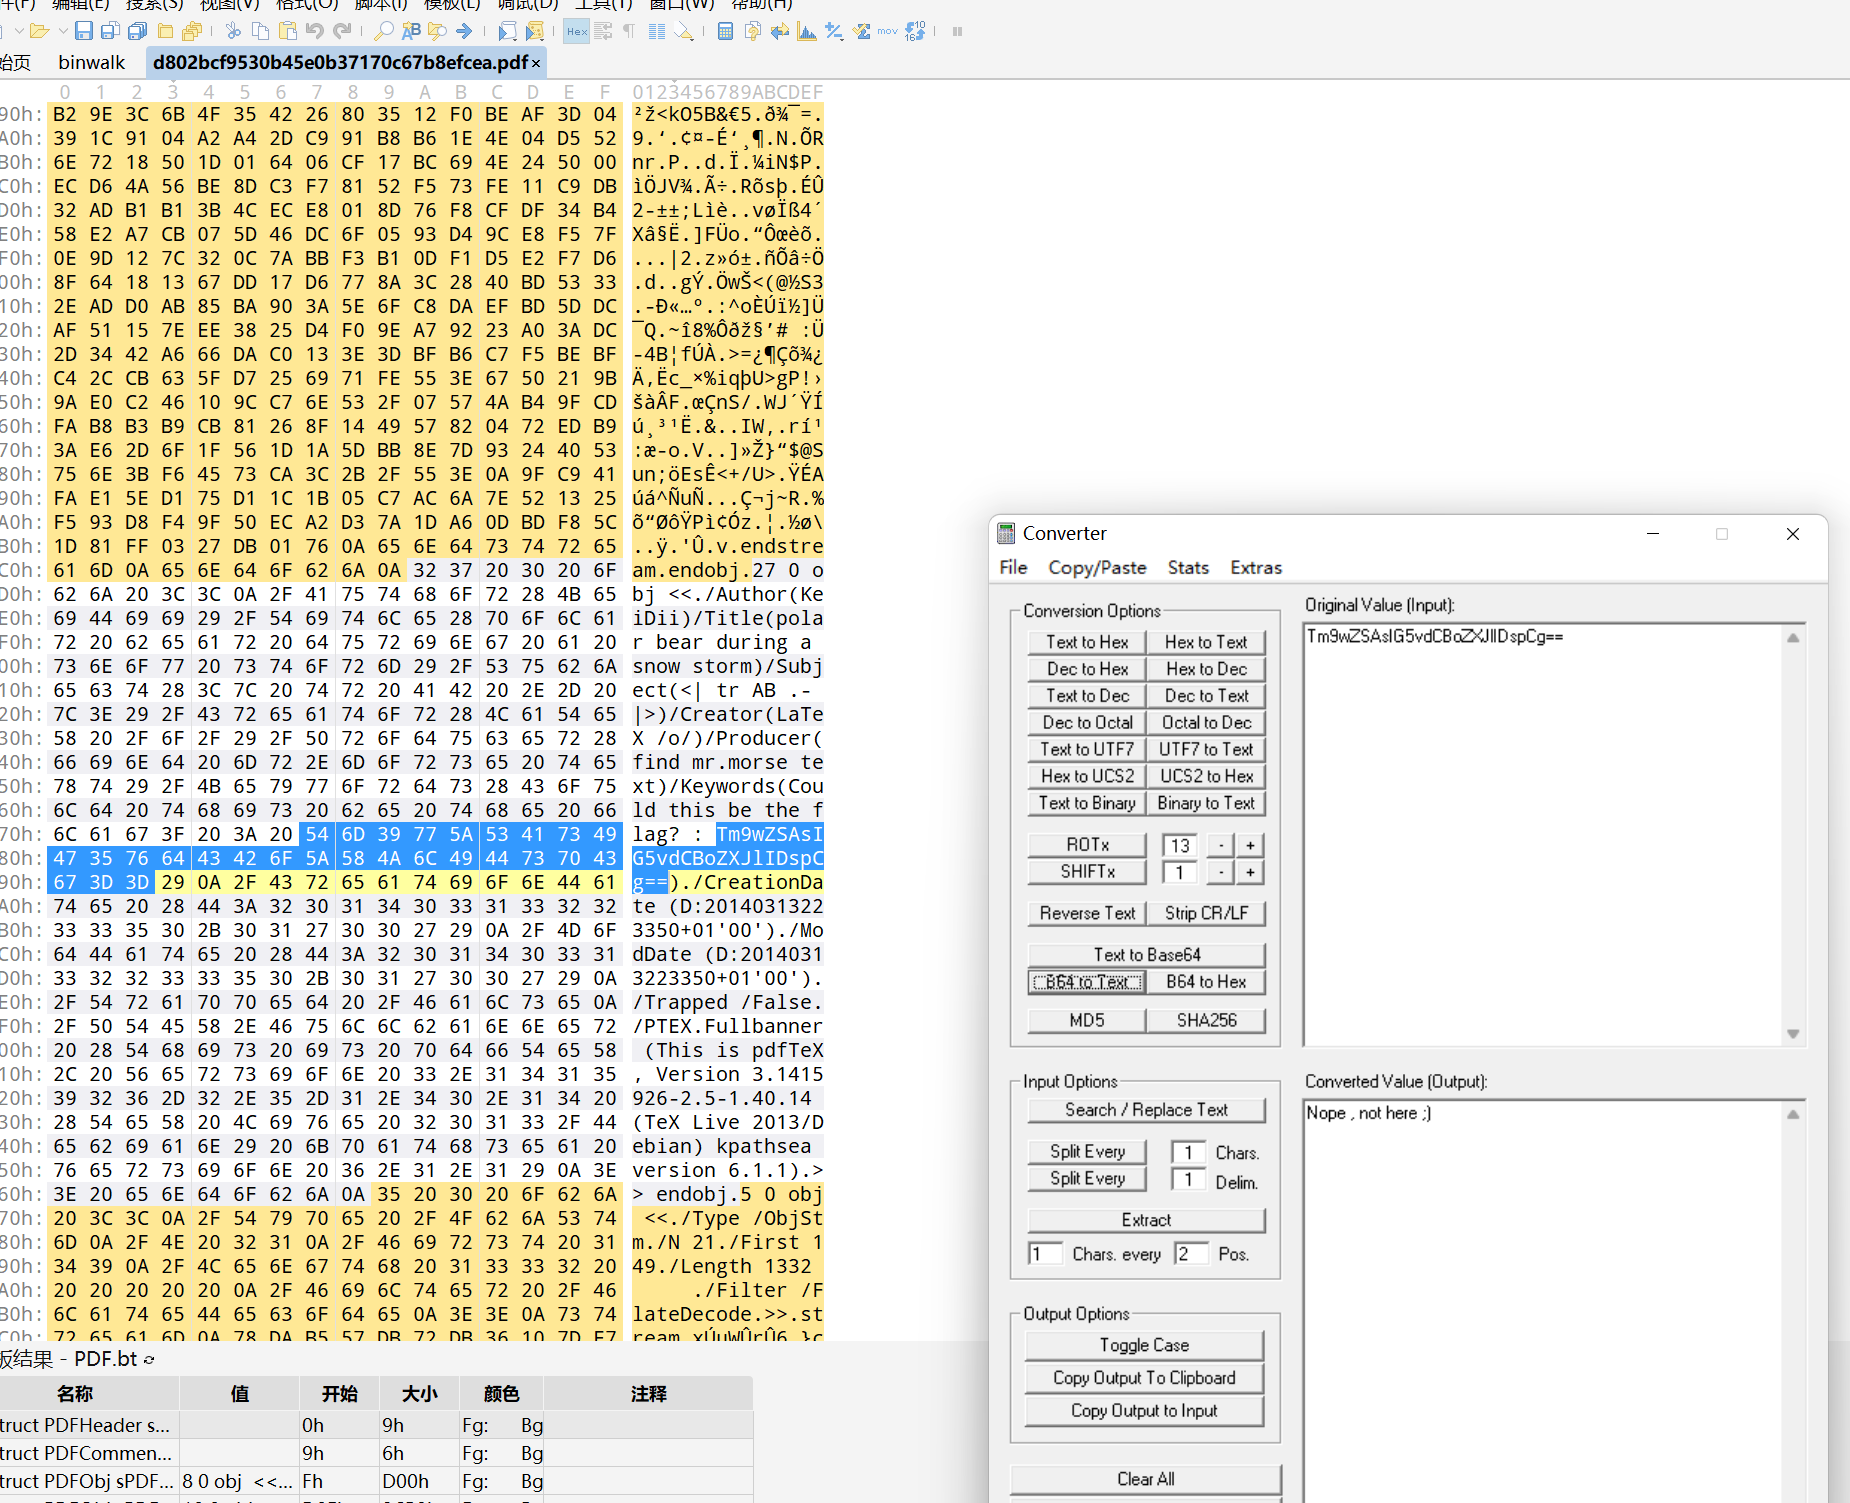 编辑(E) 搜索(S) 视图(V) 格式(O) 脚本(I) 模板(L) 调试(D) 工具(T) 窗口(W) 帮助(H)
始页 binwalk d802bcf9530b45e0b37170c67b8efcea.pdf ×
0 1 2 3 4 5 6 7 8 9 A B C D E F 0123456789ABCDEF
90h: B2 9E 3C 6B 4F 35 42 26 80 35 12 F0 BE AF 3D 04 ²ž<kO5B&€5.ð¾¯=.
A0h: 39 1C 91 04 A2 A4 2D C9 91 B8 B6 1E 4E 04 D5 52 9.‘.¢¤-É‘¸¶.N.ÕR
B0h: 6E 72 18 50 1D 01 64 06 CF 17 BC 69 4E 24 50 00 nr.P..d.Ï.¼iN$P.
C0h: EC D6 4A 56 BE 8D C3 F7 81 52 F5 73 FE 11 C9 DB ìÖJV¾.Ã÷.Rõsþ.ÉÛ
D0h: 32 AD B1 B1 3B 4C EC E8 01 8D 76 F8 CF DF 34 B4 2-±±;Lìè..vøÏß4´
E0h: 58 E2 A7 CB 07 5D 46 DC 6F 05 93 D4 9C E8 F5 7F Xâ§Ë.]FÜo.“Ôœèõ.
F0h: 0E 9D 12 7C 32 0C 7A BB F3 B1 0D F1 D5 E2 F7 D6 ...|2.z»ó±.ñÕâ÷Ö
00h: 8F 64 18 13 67 DD 17 D6 77 8A 3C 28 40 BD 53 33 .d..gÝ.ÖwŠ<(@½S3
10h: 2E AD D0 AB 85 BA 90 3A 5E 6F C8 DA EF BD 5D DC .-Ð«…º.:^oÈÚï½]Ü
20h: AF 51 15 7E EE 38 25 D4 F0 9E A7 92 23 A0 3A DC ¯Q.~î8%Ôðž§’# :Ü
30h: 2D 34 42 A6 66 DA C0 13 3E 3D BF B6 C7 F5 BE BF -4B¦fÚÀ.>=¿¶Çõ¾¿
40h: C4 2C CB 63 5F D7 25 69 71 FE 55 3E 67 50 21 9B Ä,Ëc_×%iqþU>gP!›
50h: 9A E0 C2 46 10 9C C7 6E 53 2F 07 57 4A B4 9F CD šàÂF.œÇnS/.WJ´ŸÍ
60h: FA B8 B3 B9 CB 81 26 8F 14 49 57 82 04 72 ED B9 ú¸³¹Ë.&..IW‚.rí¹
70h: 3A E6 2D 6F 1F 56 1D 1A 5D BB 8E 7D 93 24 40 53 :æ-o.V..]»Ž}“$@S
80h: 75 6E 3B F6 45 73 CA 3C 2B 2F 55 3E 0A 9F C9 41 un;öEsÊ<+/U>.ŸÉA
90h: FA E1 5E D1 75 D1 1C 1B 05 C7 AC 6A 7E 52 13 25 úá^ÑuÑ...Ç¬j~R.%
A0h: F5 93 D8 F4 9F 50 EC A2 D3 7A 1D A6 0D BD F8 5C õ“ØôŸPì¢Óz.¦.½ø\
B0h: 1D 81 FF 03 27 DB 01 76 0A 65 6E 64 73 74 72 65 ..ÿ.'Û.v.endstre
C0h: 61 6D 0A 65 6E 64 6F 62 6A 0A 32 37 20 30 20 6F am.endobj.27 0 o
D0h: 62 6A 20 3C 3C 0A 2F 41 75 74 68 6F 72 28 4B 65 bj <<./Author(Ke
E0h: 69 44 69 69 29 2F 54 69 74 6C 65 28 70 6F 6C 61 iDii)/Title(pola
F0h: 72 20 62 65 61 72 20 64 75 72 69 6E 67 20 61 20 r bear during a
00h: 73 6E 6F 77 20 73 74 6F 72 6D 29 2F 53 75 62 6A snow storm)/Subj
10h: 65 63 74 28 3C 7C 20 74 72 20 41 42 20 2E 2D 20 ect(<| tr AB .-
20h: 7C 3E 29 2F 43 72 65 61 74 6F 72 28 4C 61 54 65 |>)/Creator(LaTe
30h: 58 20 2F 6F 2F 29 2F 50 72 6F 64 75 63 65 72 28 X /o/)/Producer(
40h: 66 69 6E 64 20 6D 72 2E 6D 6F 72 73 65 20 74 65 find mr.morse te
50h: 78 74 29 2F 4B 65 79 77 6F 72 64 73 28 43 6F 75 xt)/Keywords(Cou
60h: 6C 64 20 74 68 69 73 20 62 65 20 74 68 65 20 66 ld this be the f
70h: 6C 61 67 3F 20 3A 20 54 6D 39 77 5A 53 41 73 49 lag? : Tm9wZSAsI
80h: 47 35 76 64 43 42 6F 5A 58 4A 6C 49 44 73 70 43 G5vdCBoZXJlIDspC
90h: 67 3D 3D 29 0A 2F 43 72 65 61 74 69 6F 6E 44 61 g==)./CreationDa
A0h: 74 65 20 28 44 3A 32 30 31 34 30 33 31 33 32 32 te (D:2014031322
B0h: 33 33 35 30 2B 30 31 27 30 30 27 29 0A 2F 4D 6F 3350+01'00')./Mo
C0h: 64 44 61 74 65 20 28 44 3A 32 30 31 34 30 33 31 dDate (D:2014031
D0h: 33 32 32 33 33 35 30 2B 30 31 27 30 30 27 29 0A 3223350+01'00').
E0h: 2F 54 72 61 70 70 65 64 20 2F 46 61 6C 73 65 0A /Trapped /False.
F0h: 2F 50 54 45 58 2E 46 75 6C 6C 62 61 6E 6E 65 72 /PTEX.Fullbanner
00h: 20 28 54 68 69 73 20 69 73 20 70 64 66 54 65 58 (This is pdfTeX
10h: 2C 20 56 65 72 73 69 6F 6E 20 33 2E 31 34 31 35 , Version 3.1415
20h: 39 32 36 2D 32 2E 35 2D 31 2E 34 30 2E 31 34 20 926-2.5-1.40.14
30h: 28 54 65 58 20 4C 69 76 65 20 32 30 31 33 2F 44 (TeX Live 2013/D
40h: 65 62 69 61 6E 29 20 6B 70 61 74 68 73 65 61 20 ebian) kpathsea
50h: 76 65 72 73 69 6F 6E 20 36 2E 31 2E 31 29 0A 3E version 6.1.1).>
60h: 3E 20 65 6E 64 6F 62 6A 0A 35 20 30 20 6F 62 6A > endobj.5 0 obj
70h: 20 3C 3C 0A 2F 54 79 70 65 20 2F 4F 62 6A 53 74 <<./Type /ObjSt
80h: 6D 0A 2F 4E 20 32 31 0A 2F 46 69 72 73 74 20 31 m./N 21./First 1
90h: 34 39 0A 2F 4C 65 6E 67 74 68 20 31 33 33 32 20 49./Length 1332
A0h: 20 20 20 20 20 0A 2F 46 69 6C 74 65 72 20 2F 46 ./Filter /F
B0h: 6C 61 74 65 44 65 63 6F 64 65 0A 3E 3E 0A 73 74 lateDecode.>>.st
C0h: 72 65 61 6D 0A 78 DA B5 57 DB 72 DB 36 10 7D E7 ream.xÚµWÛrÛ6.}ç
板结果 - PDF.bt
名称 值 开始 大小 颜色 注释
truct PDFHeader s... 0h 9h Fg: Bg
truct PDFCommen... 9h 6h Fg: Bg
truct PDFObj sPDF... 8 0 obj <<... Fh D00h Fg: Bg
Converter
File Copy/Paste Stats Extras
Conversion Options
Text to Hex Hex to Text
Dec to Hex Hex to Dec
Text to Dec Dec to Text
Dec to Octal Octal to Dec
Text to UTF7 UTF7 to Text
Hex to UCS2 UCS2 to Hex
Text to Binary Binary to Text
ROTx 13 - +
SHIFTx 1 - +
Reverse Text Strip CR/LF
Text to Base64
B64 to Text B64 to Hex
MD5 SHA256
Original Value (Input):
Tm9wZSAsIG5vdCBoZXJlIDspCg==
Input Options
Search / Replace Text
Split Every 1 Chars.
Split Every 1 Delim.
Extract
1 Chars. every 2 Pos.
Converted Value (Output):
Nope , not here ;)
Output Options
Toggle Case
Copy Output To Clipboard
Copy Output to Input
Clear All